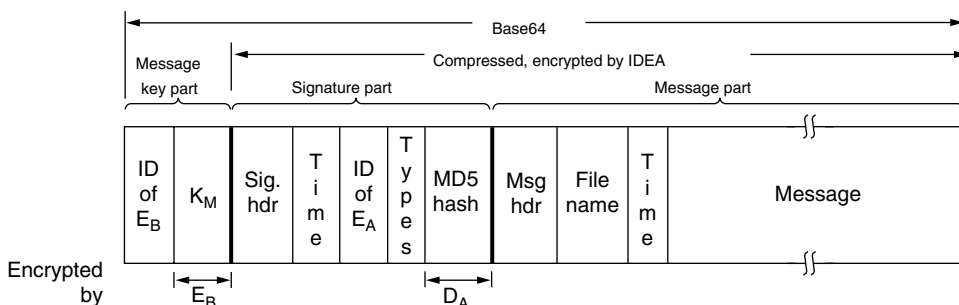 Base64
Compressed, encrypted by IDEA
Message
key part
Signature part
Message part
ID
of
E_B
K_M
Sig.
hdr
T
i
m
e
ID
of
E_A
T
y
p
e
s
MD5
hash
Msg
hdr
File
name
T
i
m
e
Message
Encrypted
by
E_B
D_A